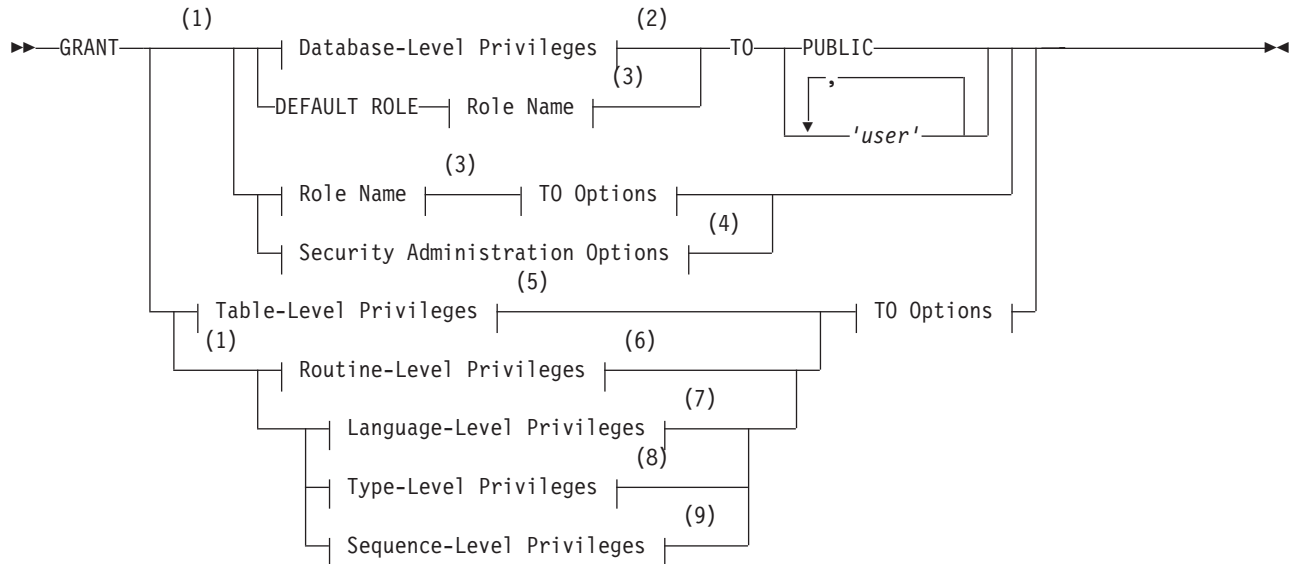 (1) (2)
GRANT Database-Level Privileges TO PUBLIC
(3) ,
DEFAULT ROLE Role Name
'user'
(3)
Role Name TO Options
(4)
Security Administration Options
(5)
Table-Level Privileges TO Options
(1) (6)
Routine-Level Privileges
(7)
Language-Level Privileges
(8)
Type-Level Privileges
(9)
Sequence-Level Privileges